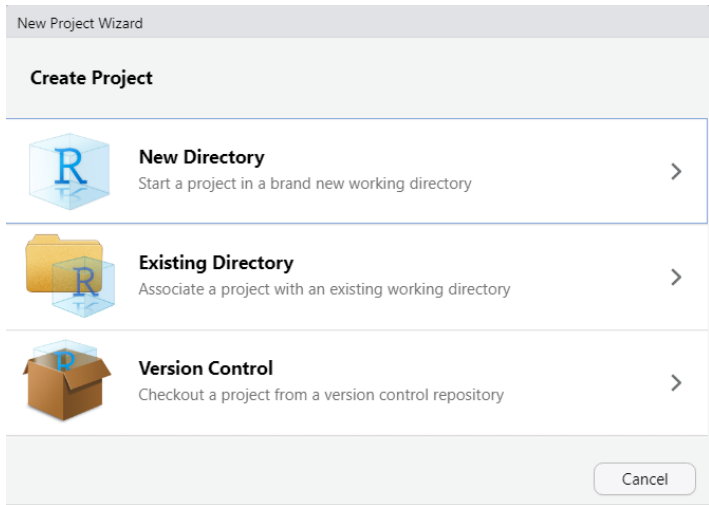 New Project Wizard
Create Project
New Directory
Start a project in a brand new working directory
Existing Directory
Associate a project with an existing working directory
Version Control
Checkout a project from a version control repository
Cancel